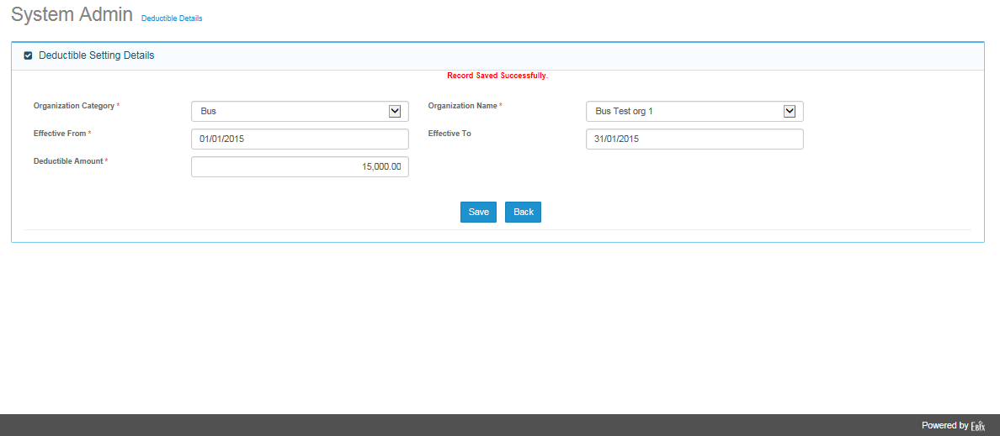 System Admin Deductible Details
Deductible Setting Details
Record Saved Successfully.
Organization Category * Bus Organization Name * Bus Test org 1
Effective From * 01/01/2015 Effective To 31/01/2015
Deductible Amount * 15,000.00
Save Back
Powered by Ebix